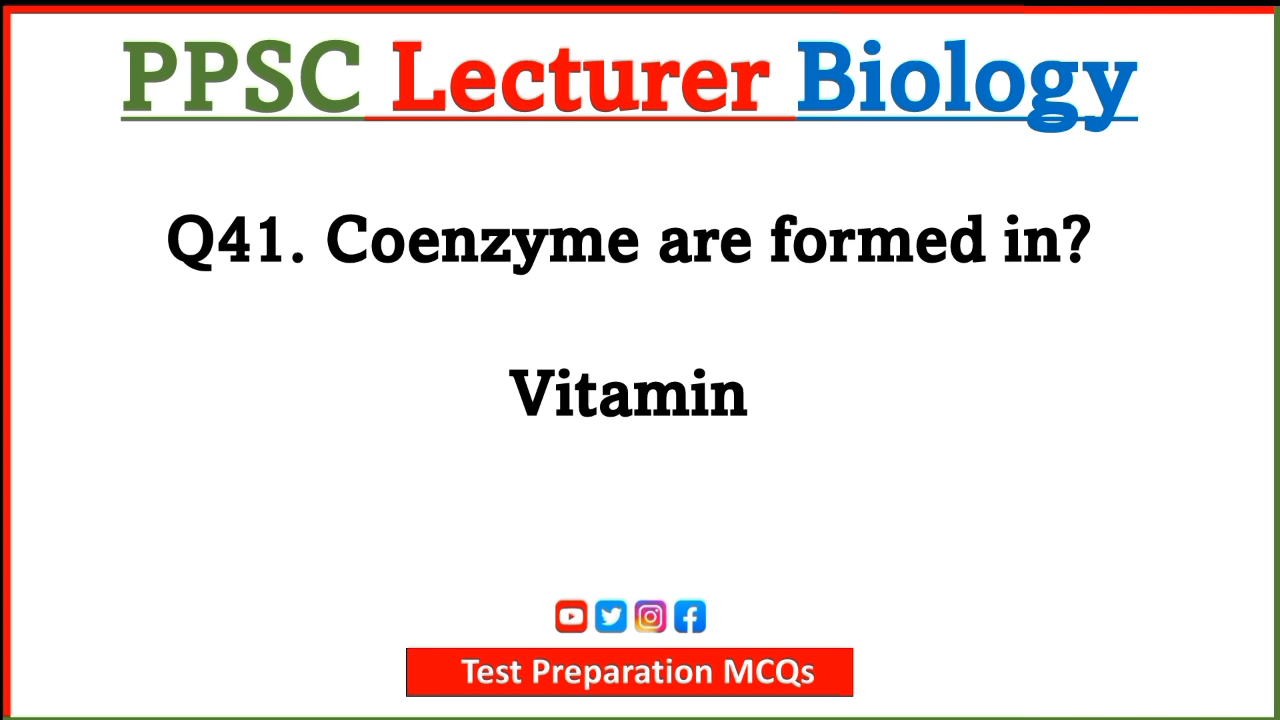 PPSC Lecturer Biology
Q41. Coenzyme are formed in?
Vitamin
Test Preparation MCQs